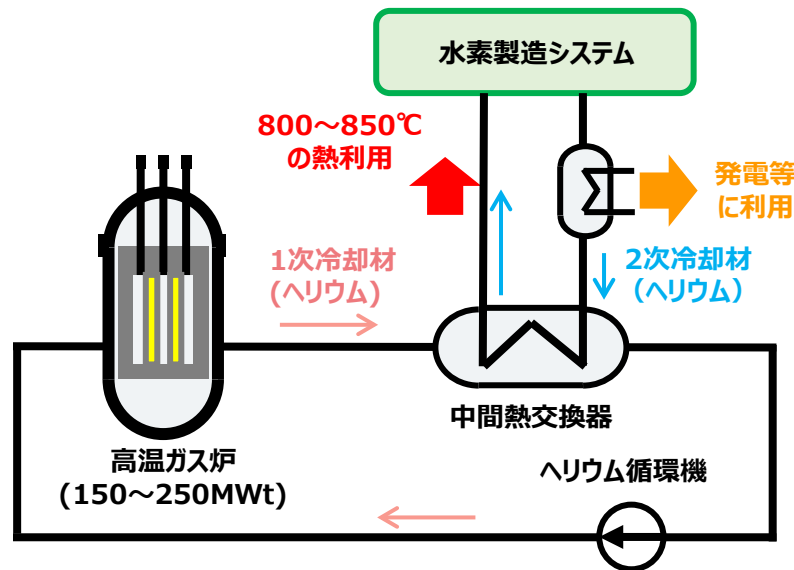 水素製造システム
800～850℃
の熱利用
発電等
に利用
1次冷却材
(ヘリウム)
2次冷却材
（ヘリウム）
中間熱交換器
高温ガス炉
(150～250MWt)
ヘリウム循環機